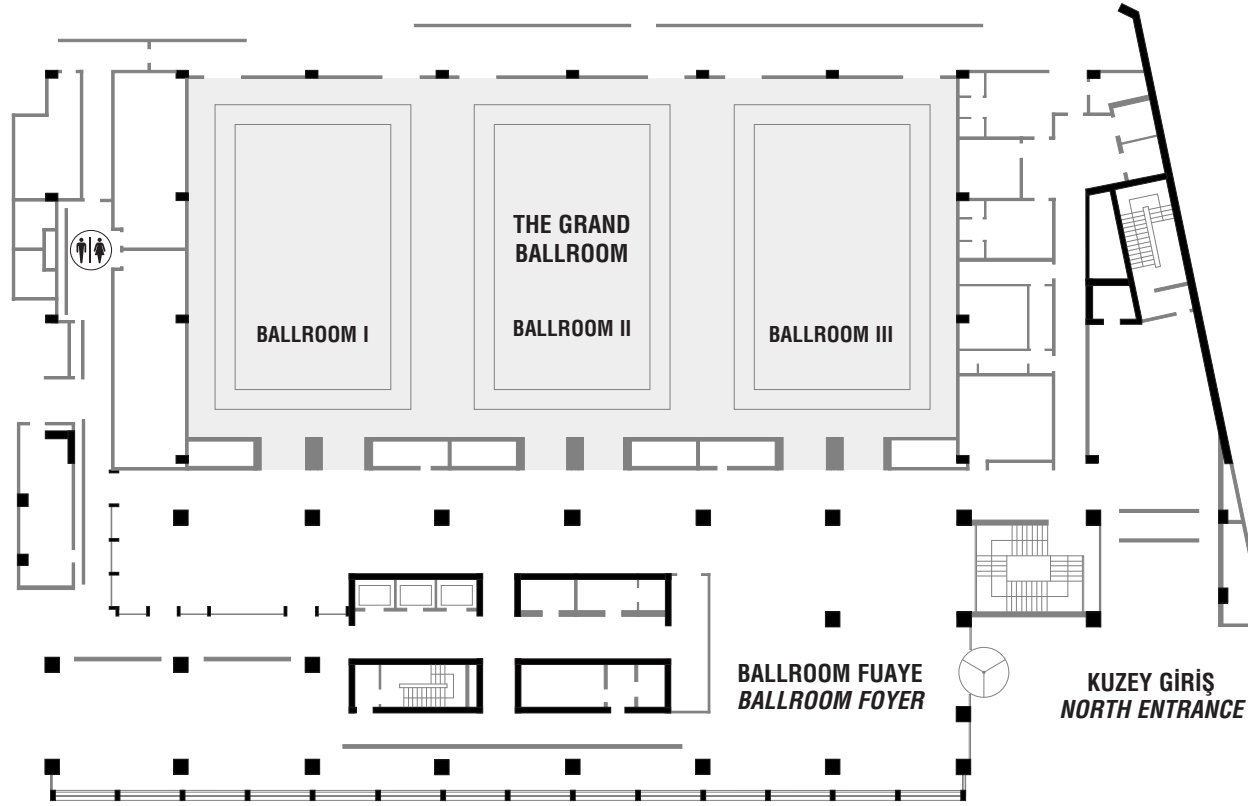 THE GRAND
BALLROOM
BALLROOM I
BALLROOM II
BALLROOM III
BALLROOM FUAYE
BALLROOM FOYER
KUZEY GİRİŞ
NORTH ENTRANCE